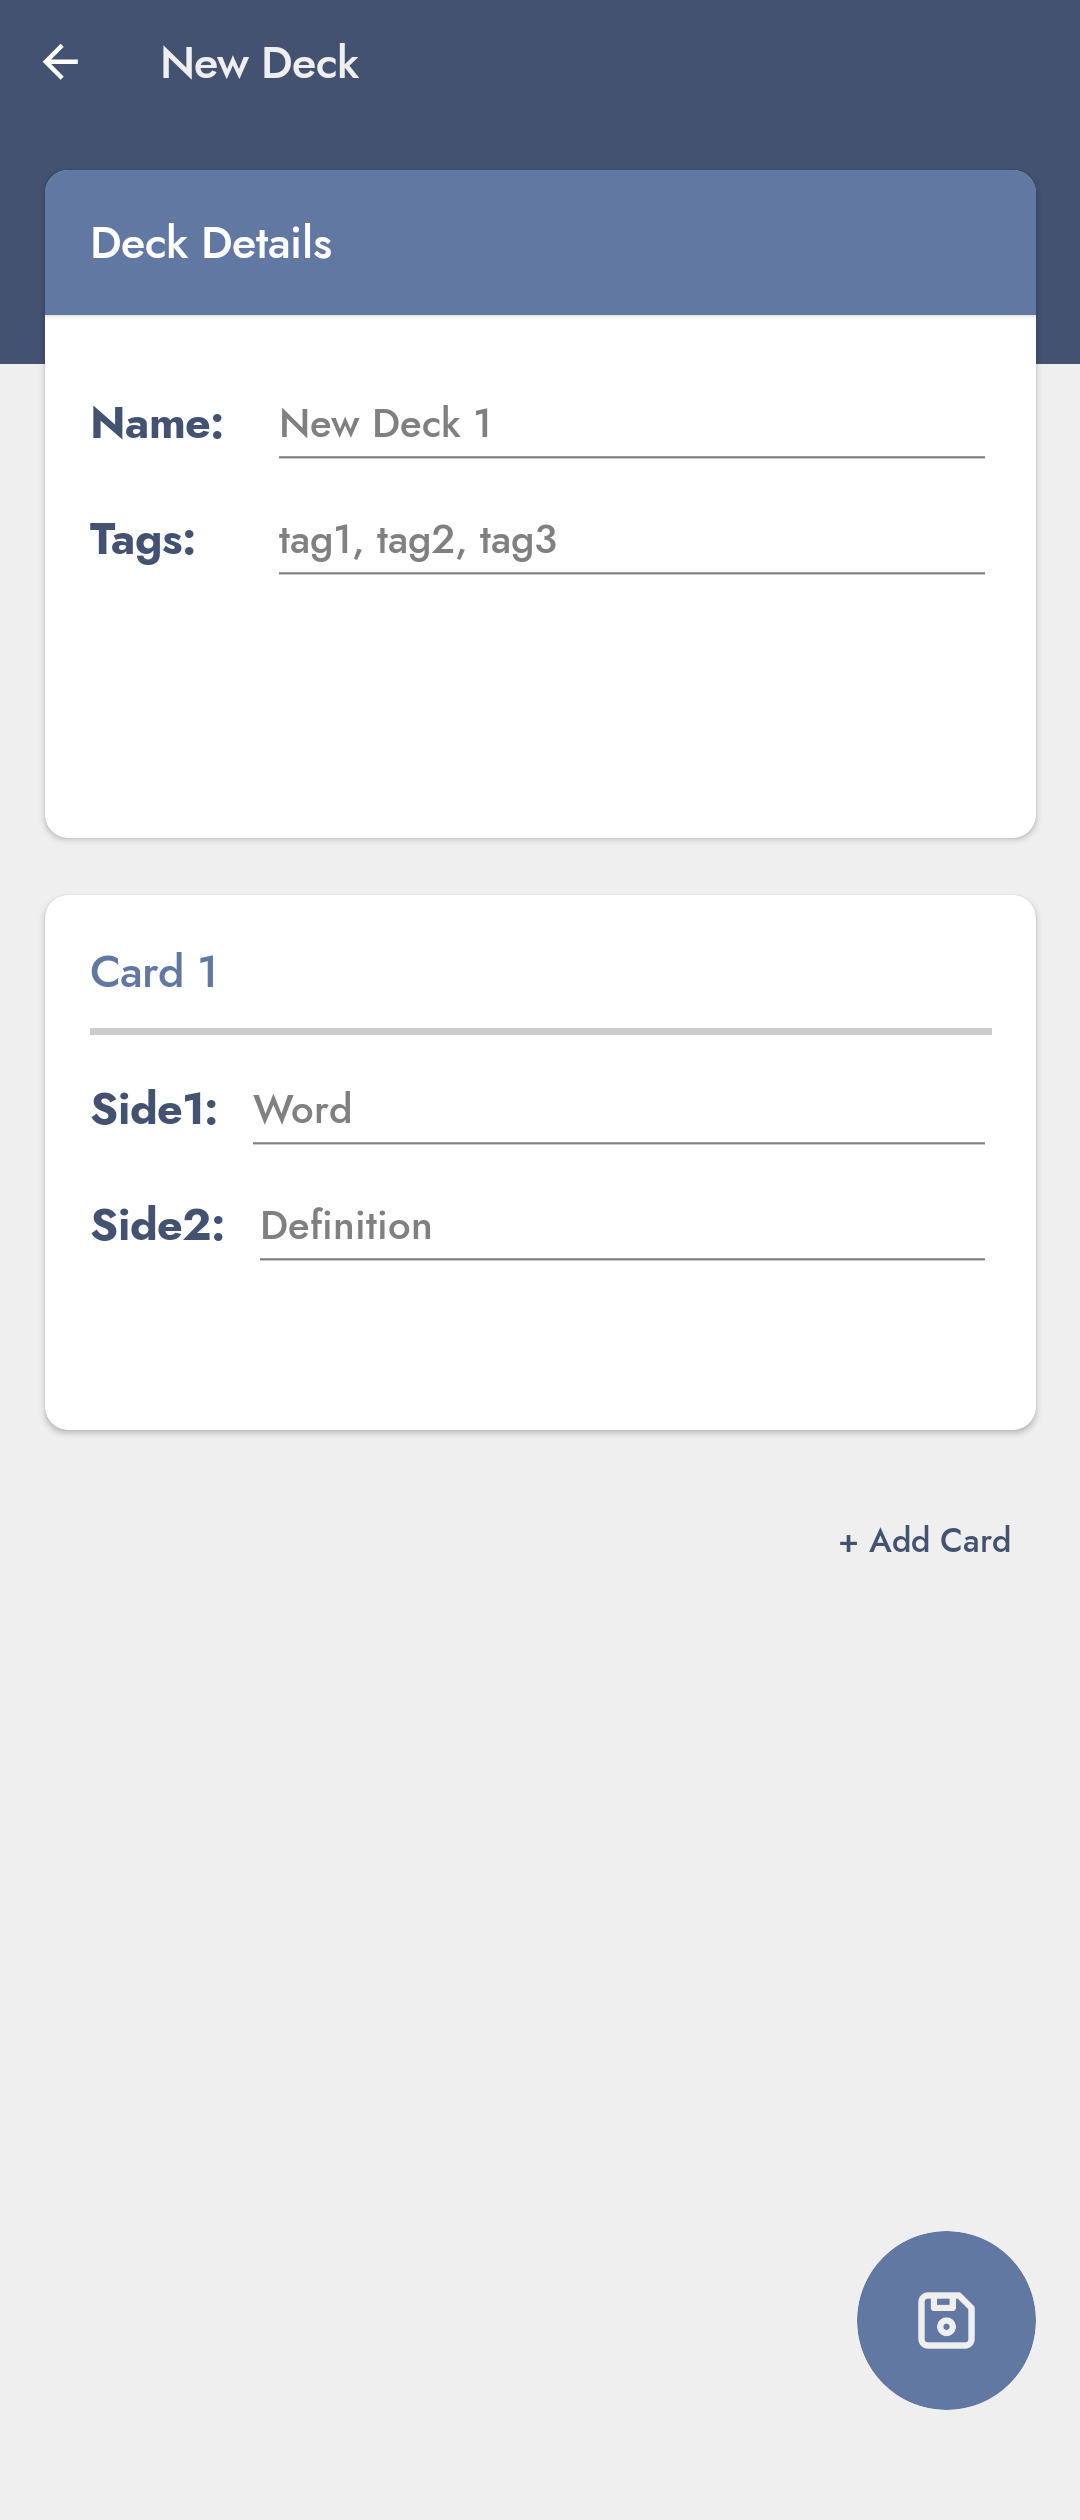 New Deck
Deck Details
Name: New Deck 1
Tags: tag1, tag2, tag3
Card 1
Side1: Word
Side2: Definition
+ Add Card